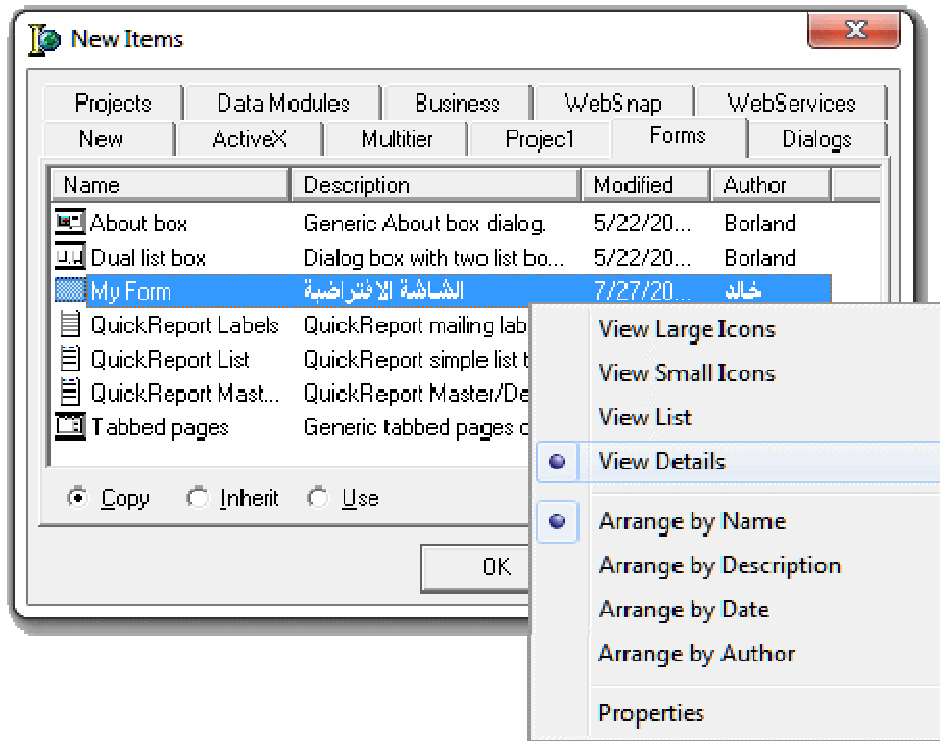 New Items
Projects Data Modules Business WebSnap WebServices
New ActiveX Multitier Project1 Forms Dialogs
Name Description Modified Author
About box Generic About box dialog. 5/22/20... Borland
Dual list box Dialog box with two list bo... 5/22/20... Borland
My Form الشاشة الافتراضية 7/27/20... خالد
QuickReport Labels QuickReport mailing lab
QuickReport List QuickReport simple list t
QuickReport Mast... QuickReport Master/De
Tabbed pages Generic tabbed pages
Copy Inherit Use
OK
View Large Icons
View Small Icons
View List
View Details
Arrange by Name
Arrange by Description
Arrange by Date
Arrange by Author
Properties